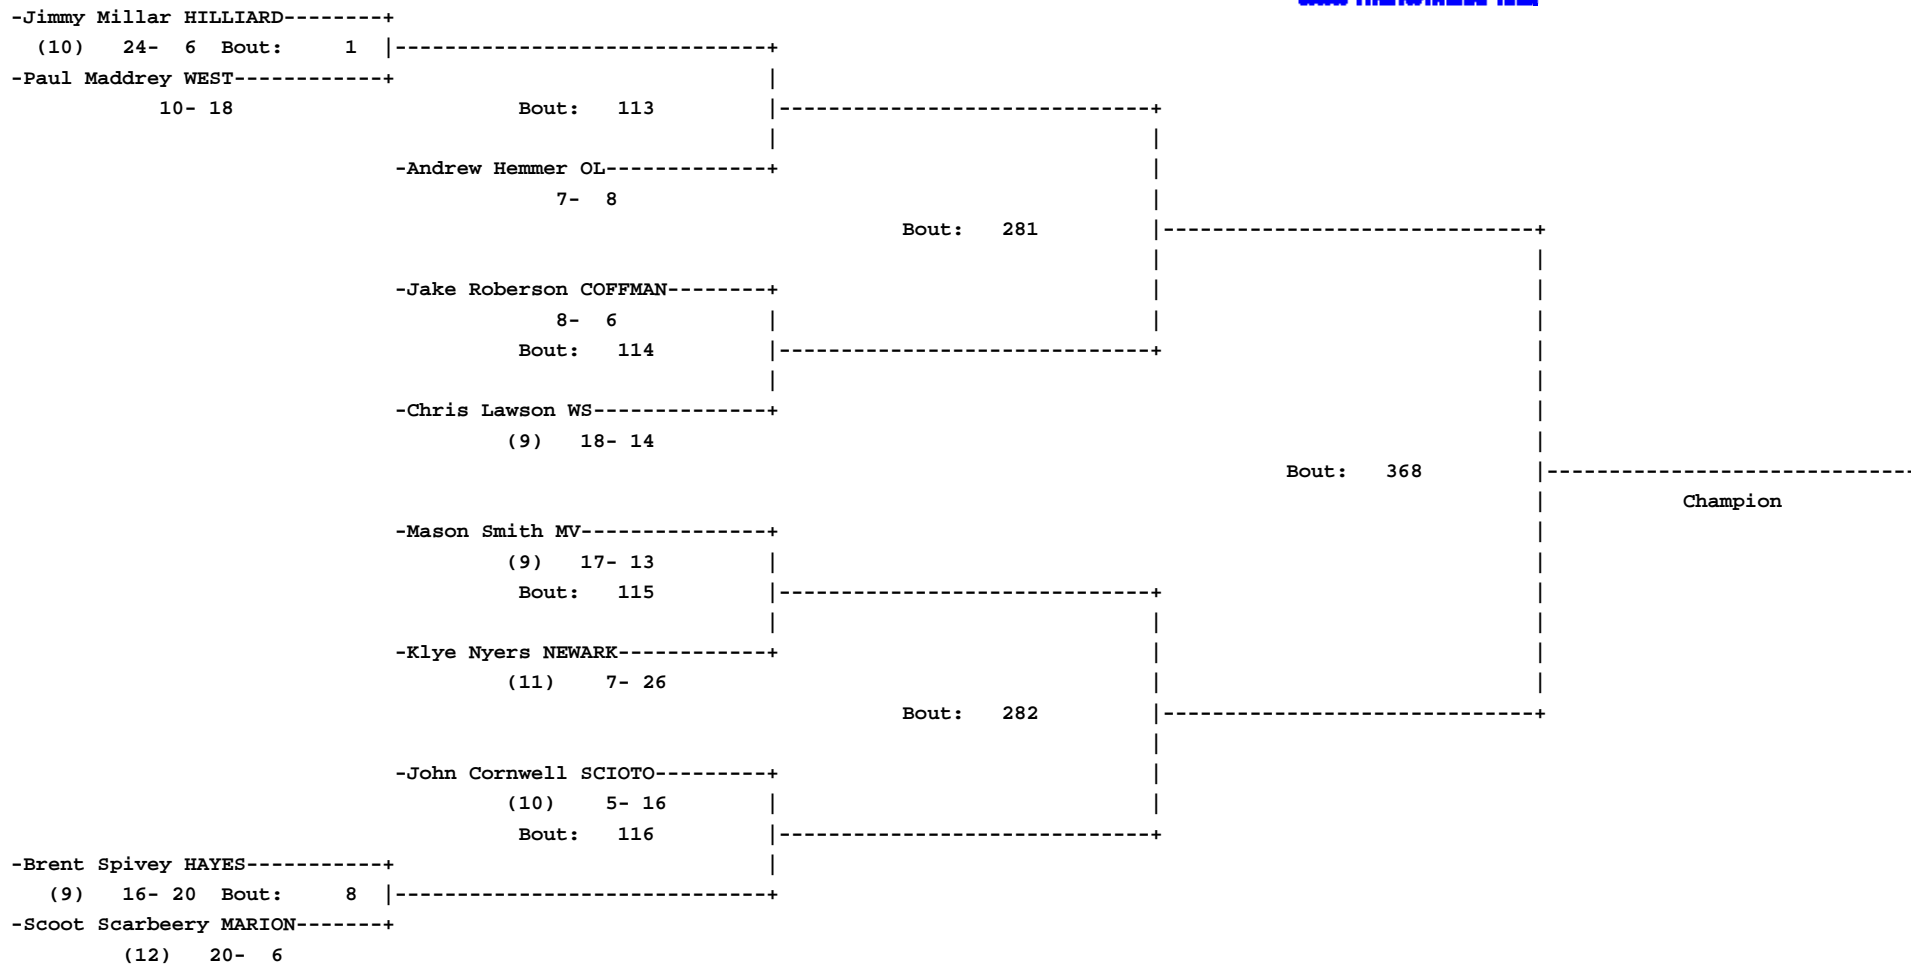 -Jimmy Millar HILLIARD--------+
(10) 24- 6 Bout: 1 |------------------------------+
-Paul Maddrey WEST------------+ |
10- 18 Bout: 113 |------------------------------+
| |
-Andrew Hemmer OL-------------+ |
7- 8 |
Bout: 281 |------------------------------+
| |
-Jake Roberson COFFMAN--------+ | |
8- 6 | | |
Bout: 114 |------------------------------+ |
| |
-Chris Lawson WS--------------+ |
(9) 18- 14 |
Bout: 368 |------------------------------
| Champion
-Mason Smith MV---------------+ |
(9) 17- 13 | |
Bout: 115 |------------------------------+ |
| | |
-Klye Nyers NEWARK------------+ | |
(11) 7- 26 | |
Bout: 282 |------------------------------+
|
-John Cornwell SCIOTO---------+ |
(10) 5- 16 | |
Bout: 116 |------------------------------+
-Brent Spivey HAYES-----------+ |
(9) 16- 20 Bout: 8 |------------------------------+
-Scoot Scarbeery MARION-------+
(12) 20- 6